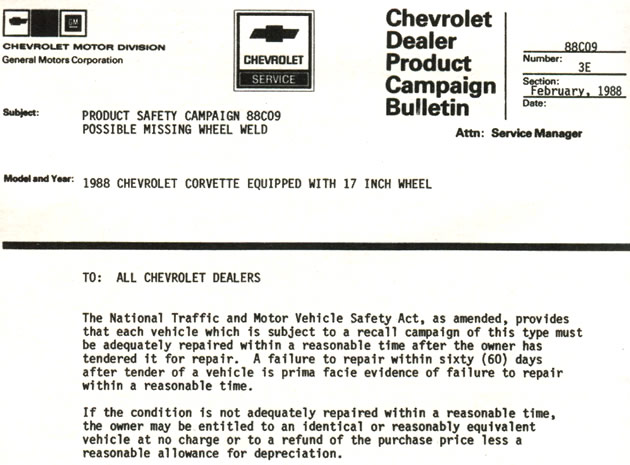 GM
CHEVROLET MOTOR DIVISION
General Motors Corporation
CHEVROLET
SERVICE
Chevrolet
Dealer
Product
Campaign
Bulletin
88C09
Number:
3E
Section:
February, 1988
Date:
Attn: Service Manager
Subject: PRODUCT SAFETY CAMPAIGN 88C09
POSSIBLE MISSING WHEEL WELD
Model and Year: 1988 CHEVROLET CORVETTE EQUIPPED WITH 17 INCH WHEEL
TO: ALL CHEVROLET DEALERS
The National Traffic and Motor Vehicle Safety Act, as amended, provides
that each vehicle which is subject to a recall campaign of this type must
be adequately repaired within a reasonable time after the owner has
tendered it for repair. A failure to repair within sixty (60) days
after tender of a vehicle is prima facie evidence of failure to repair
within a reasonable time.
If the condition is not adequately repaired within a reasonable time,
the owner may be entitled to an identical or reasonably equivalent
vehicle at no charge or to a refund of the purchase price less a
reasonable allowance for depreciation.